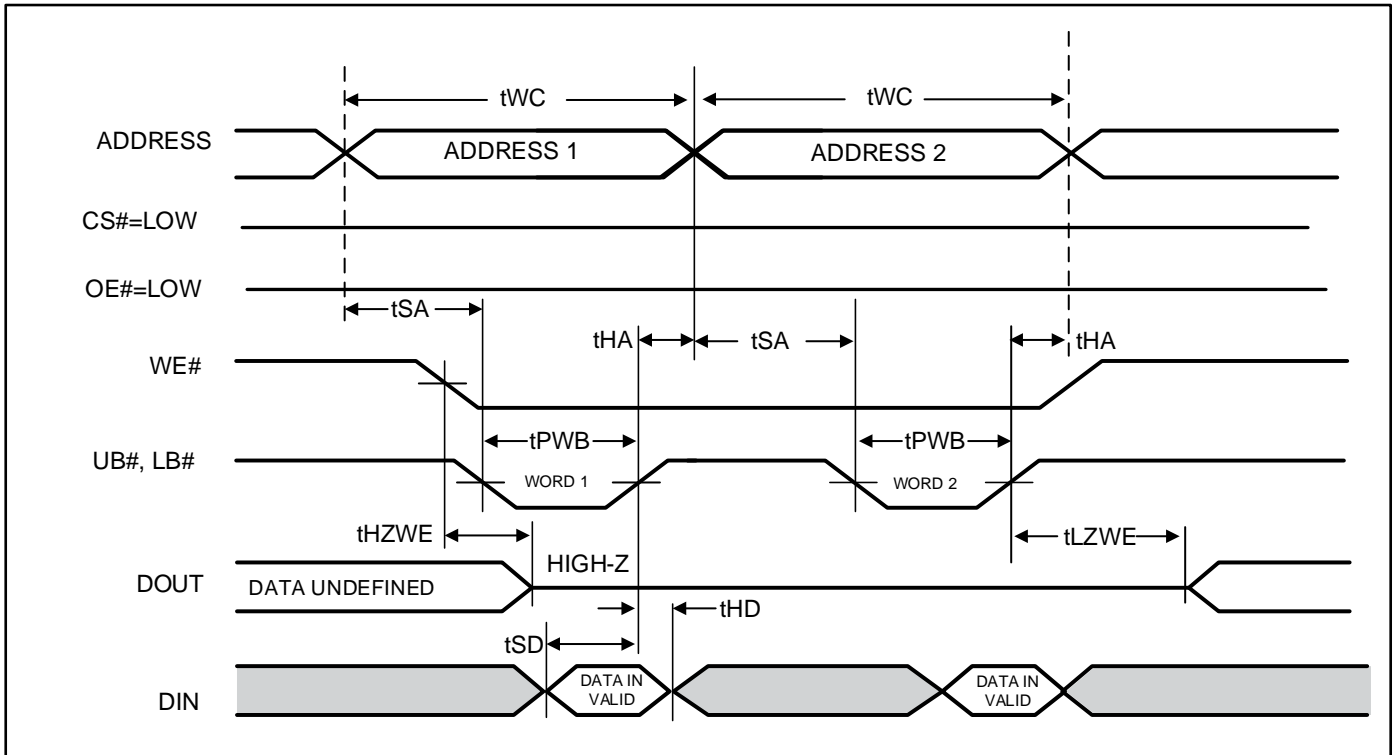 tWC
tWC
ADDRESS
ADDRESS 1
ADDRESS 2
CS#=LOW
OE#=LOW
tSA
tHA
tSA
tHA
WE#
tPWB
tPWB
UB#, LB#
WORD 1
WORD 2
tHZWE
tLZWE
HIGH-Z
DOUT
DATA UNDEFINED
tHD
tSD
DIN
DATA IN
VALID
DATA IN
VALID